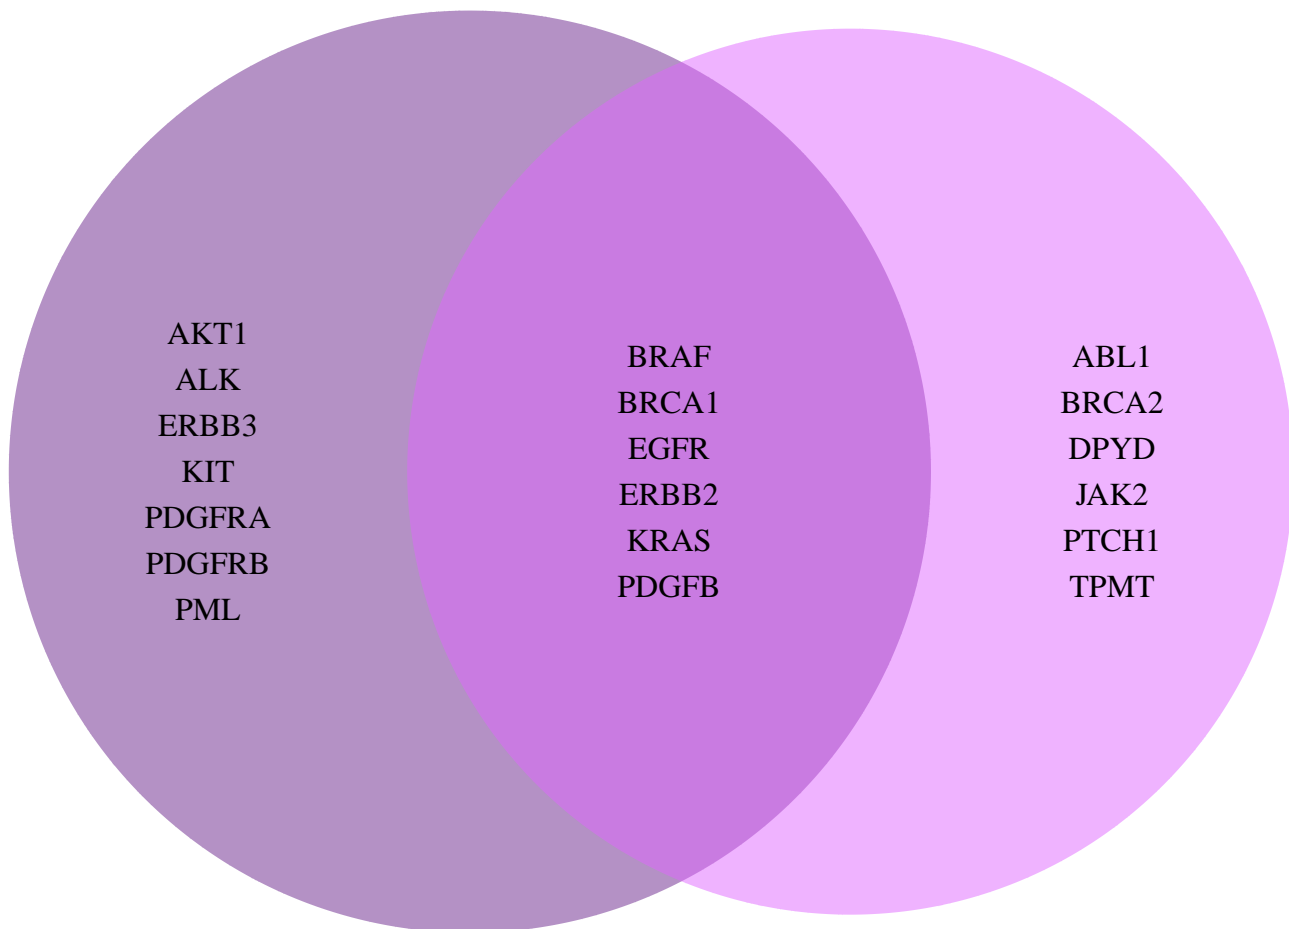 AKT1
ALK
ERBB3
KIT
PDGFRA
PDGFRB
PML
BRAF
BRCA1
EGFR
ERBB2
KRAS
PDGFB
ABL1
BRCA2
DPYD
JAK2
PTCH1
TPMT